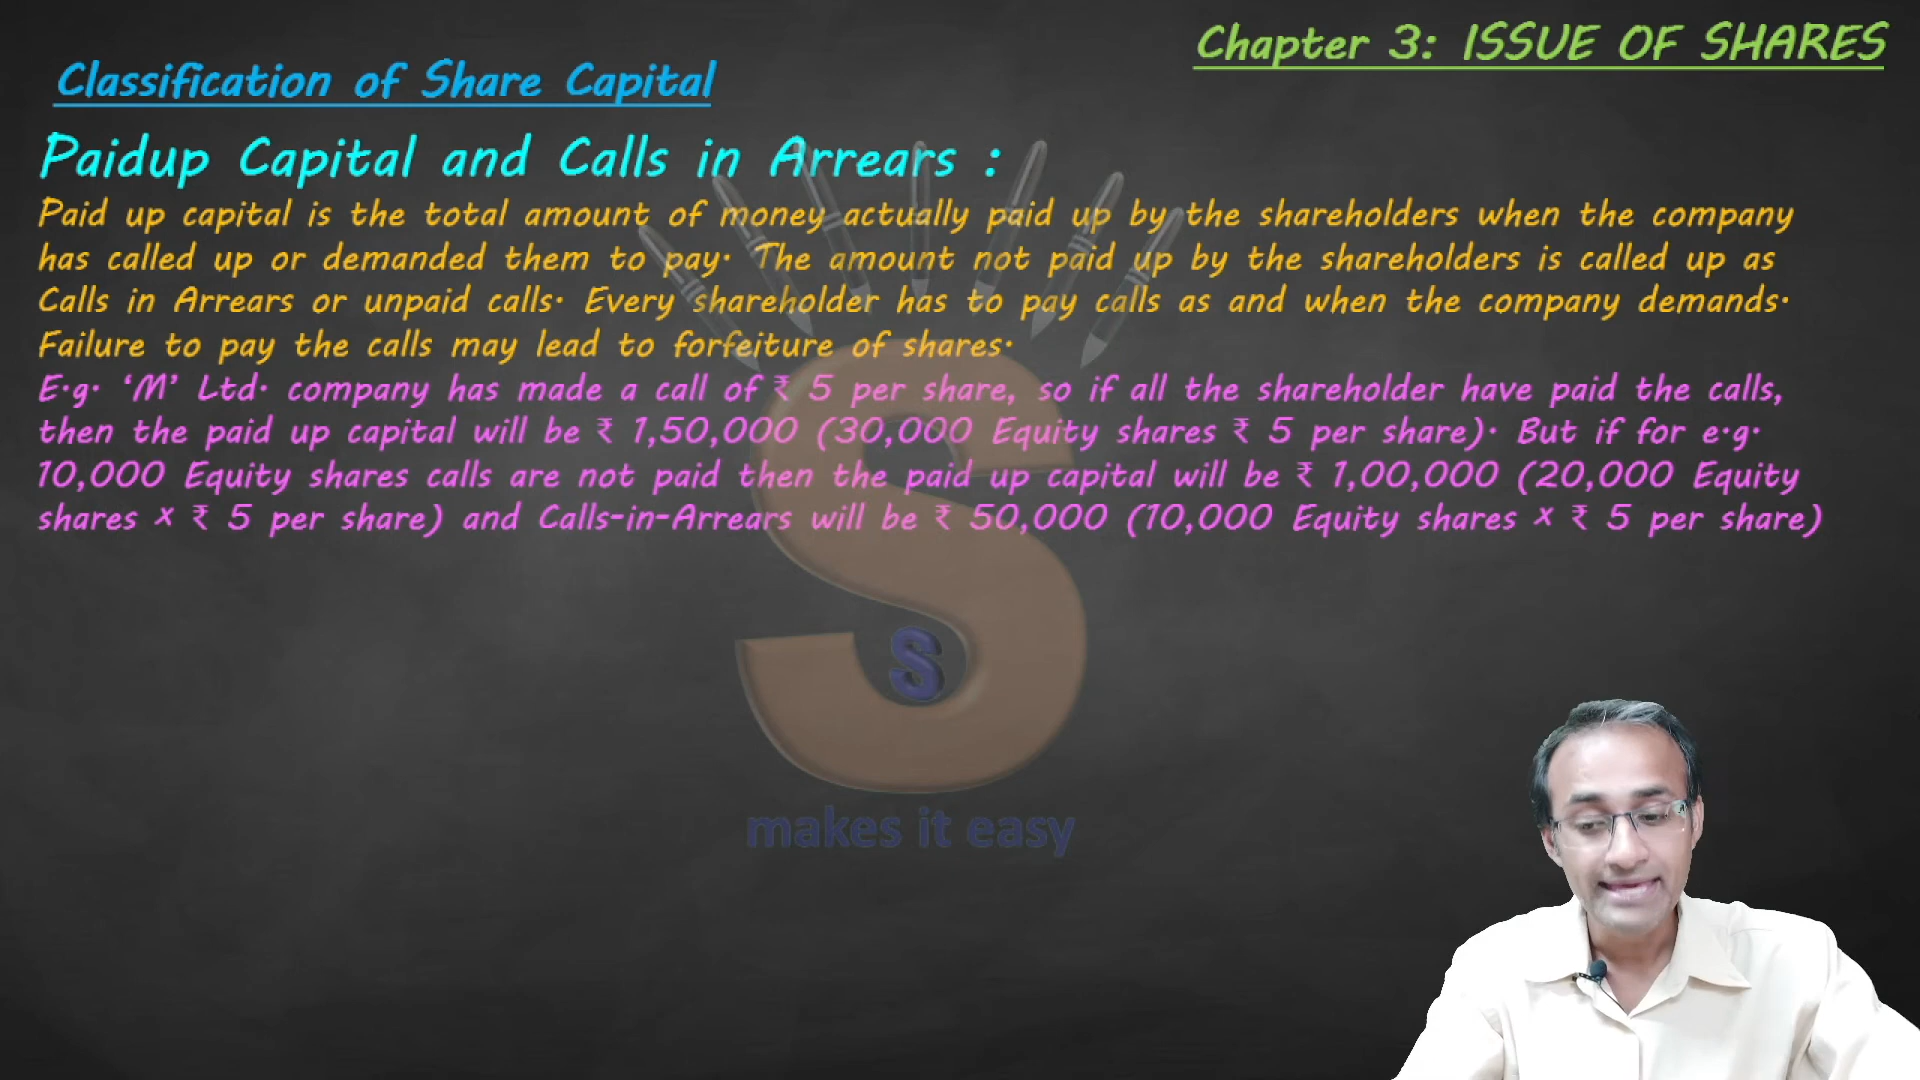 Chapter 3: ISSUE OF SHARES
Classification of Share Capital
Paidup Capital and Calls in Arrears :
Paid up capital is the total amount of money actually paid up by the shareholders when the company
has called up or demanded them to pay. The amount not paid up by the shareholders is called up as
Calls in Arrears or unpaid calls. Every shareholder has to pay calls as and when the company demands.
Failure to pay the calls may lead to forfeiture of shares.
E.g. ‘M’ Ltd. company has made a call of ₹ 5 per share, so if all the shareholder have paid the calls,
then the paid up capital will be ₹ 1,50,000 (30,000 Equity shares ₹ 5 per share). But if for e.g.
10,000 Equity shares calls are not paid then the paid up capital will be ₹ 1,00,000 (20,000 Equity
shares × ₹ 5 per share) and Calls-in-Arrears will be ₹ 50,000 (10,000 Equity shares × ₹ 5 per share)
S
S
makes it easy